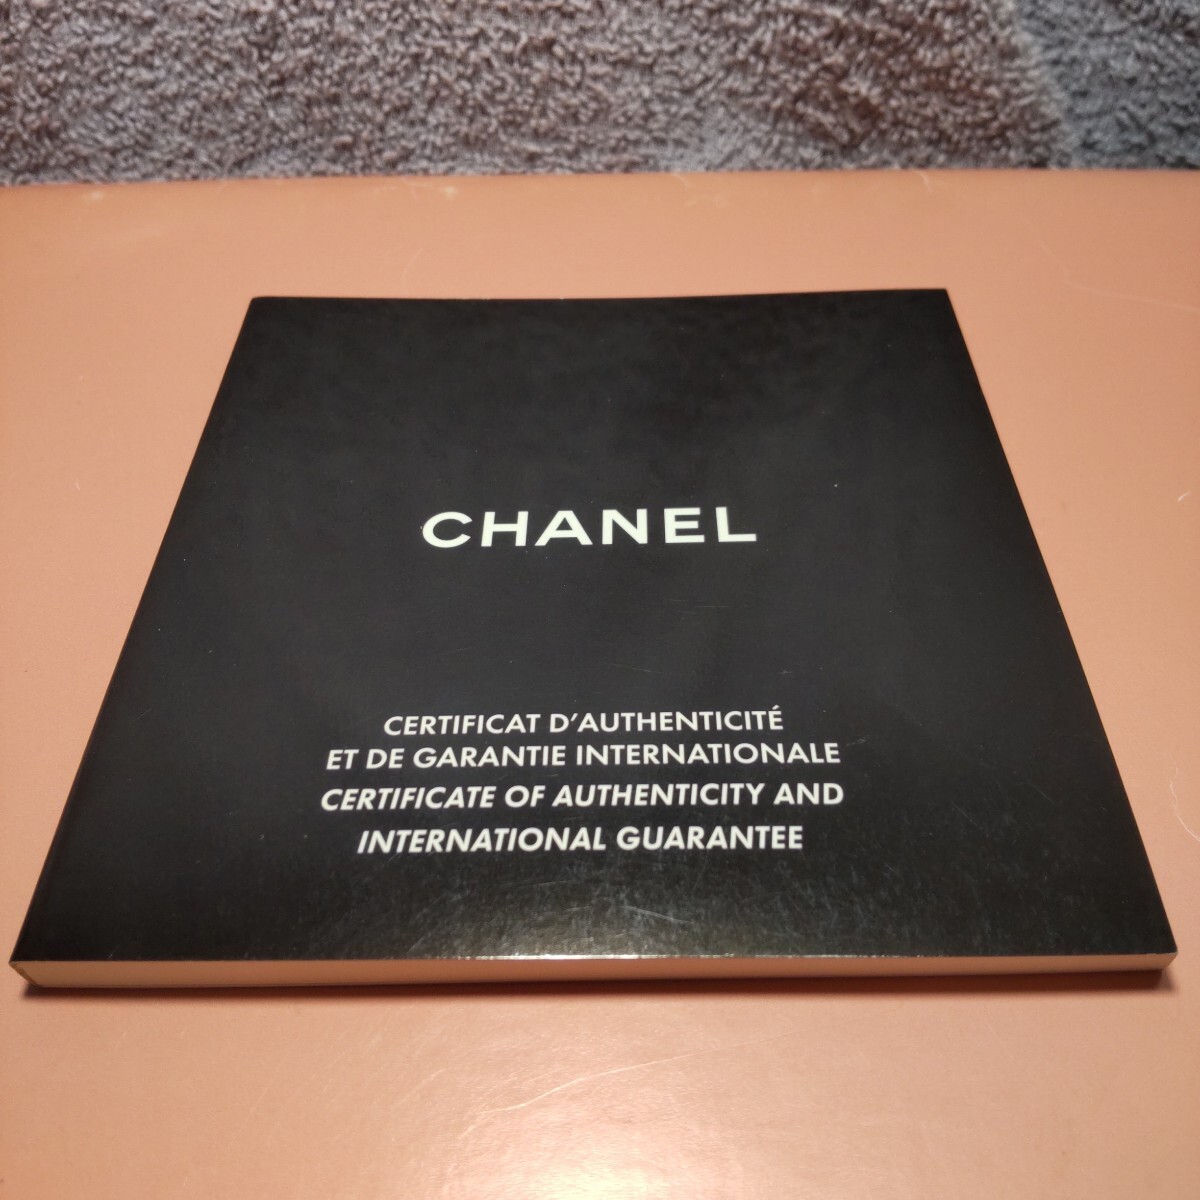 CHANEL
CERTIFICAT D'AUTHENTICITÉ
ET DE GARANTIE INTERNATIONALE
CERTIFICATE OF AUTHENTICITY AND
INTERNATIONAL GUARANTEE